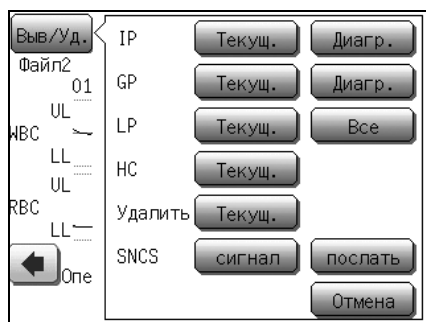 Выв/Уд.
IP Текущ. Диагр.
Файл2
01
GP Текущ. Диагр.
UL
WBC
LP Текущ. Все
LL
HC Текущ.
UL
RBC
Удалить Текущ.
LL
SNCS сигнал послать
Опе
Отмена